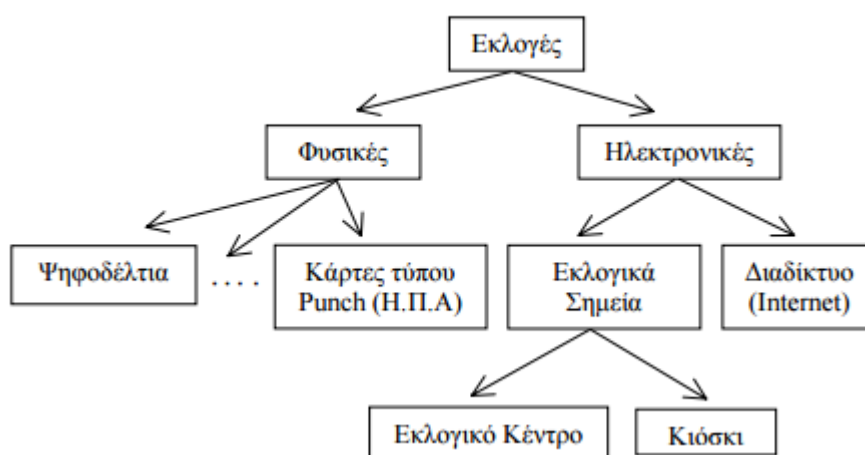 Εκλογές
Φυσικές
Ηλεκτρονικές
Ψηφοδέλτια
....
Κάρτες τύπου
Punch (Η.Π.Α)
Εκλογικά
Σημεία
Διαδίκτυο
(Internet)
Εκλογικό Κέντρο
Κιόσκι